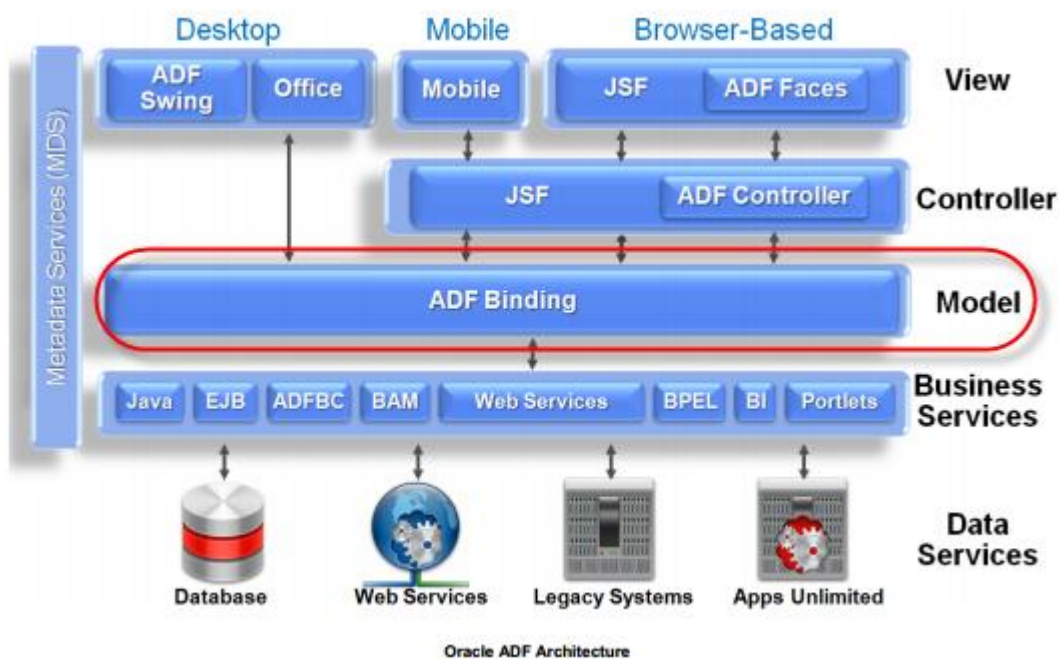 Desktop
Mobile
Browser-Based
Metadata Services (MDS)
ADF Swing
Office
Mobile
JSF
ADF Faces
View
JSF
ADF Controller
Controller
ADF Binding
Model
Java
EJB
ADFBC
BAM
Web Services
BPEL
BI
Portlets
Business Services
Database
Web Services
Legacy Systems
Apps Unlimited
Data Services
Oracle ADF Architecture